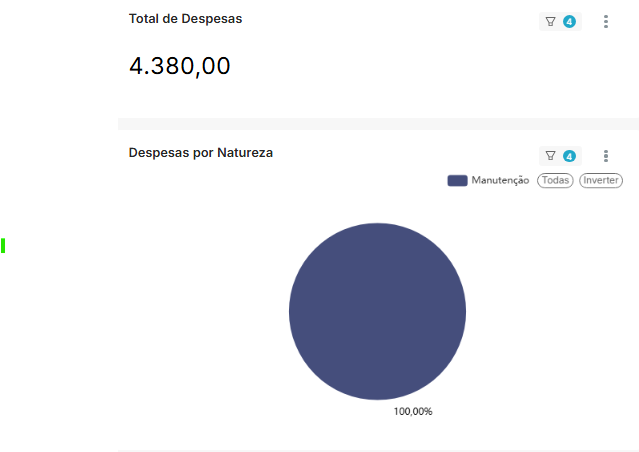 Total de Despesas
4
4.380,00
Despesas por Natureza
4
Manutenção Todas Inverter
100,00%